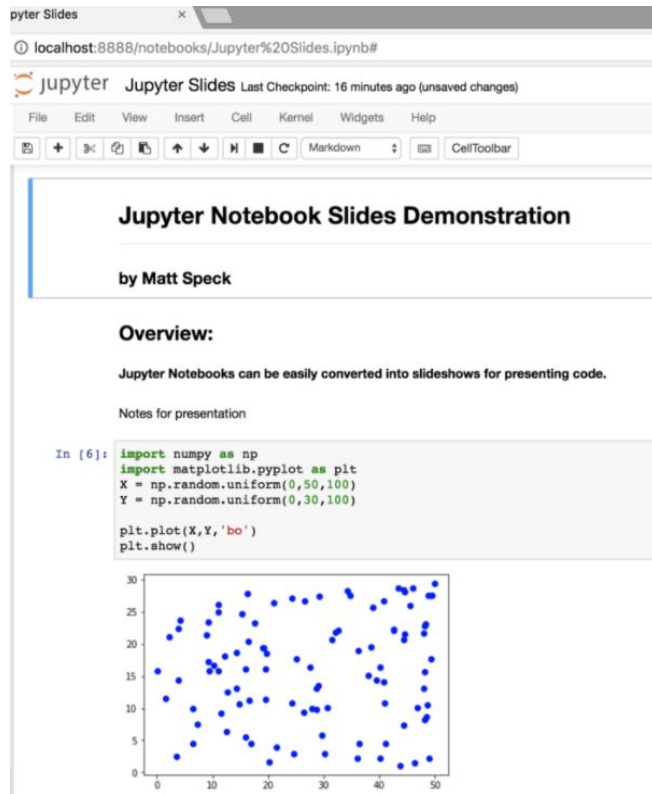 pyter Slides ×
localhost:8888/notebooks/Jupyter%20Slides.ipynb#
jupyter Jupyter Slides Last Checkpoint: 16 minutes ago (unsaved changes)
File Edit View Insert Cell Kernel Widgets Help
Markdown CellToolbar
Jupyter Notebook Slides Demonstration
by Matt Speck
Overview:
Jupyter Notebooks can be easily converted into slideshows for presenting code.
Notes for presentation
In [6]: import numpy as np
import matplotlib.pyplot as plt
X = np.random.uniform(0,50,100)
Y = np.random.uniform(0,30,100)
plt.plot(X,Y,'bo')
plt.show()
30
25
20
15
10
5
0
0 10 20 30 40 50